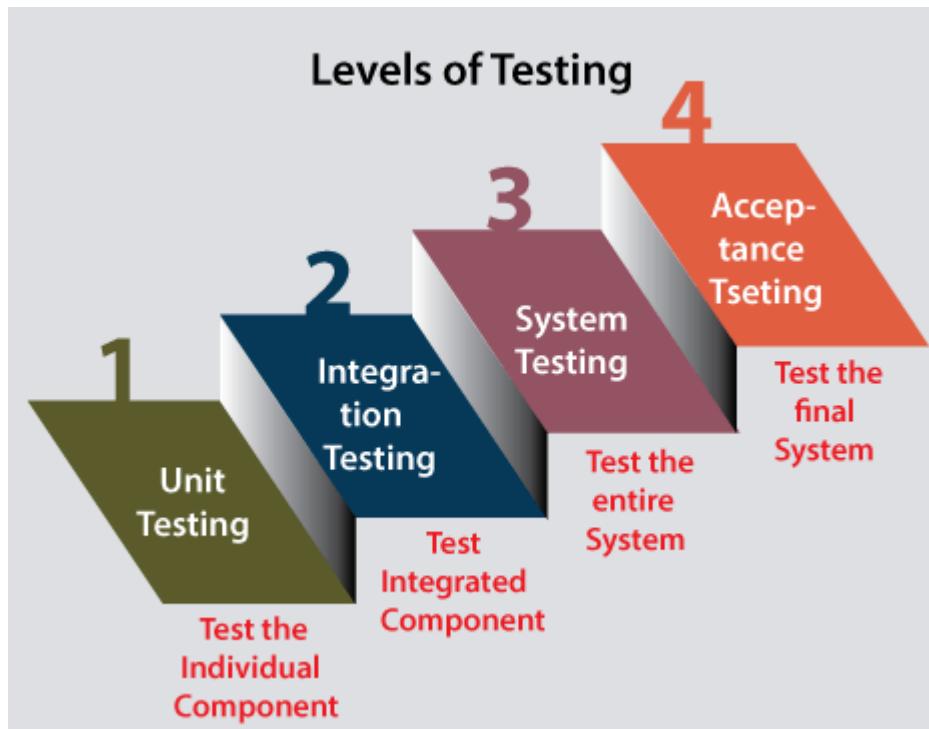 Levels of Testing
1
Unit
Testing
Test the
Individual
Component
2
Integra-
tion
Testing
Test
Integrated
Component
3
System
Testing
Test the
entire
System
4
Accep-
tance
Tseting
Test the
final
System